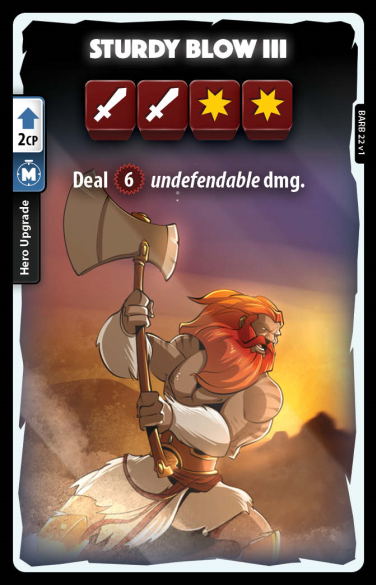 STURDY BLOW III
2CP
M
Hero Upgrade
BARB 22 v1
Deal 6 undefendable dmg.